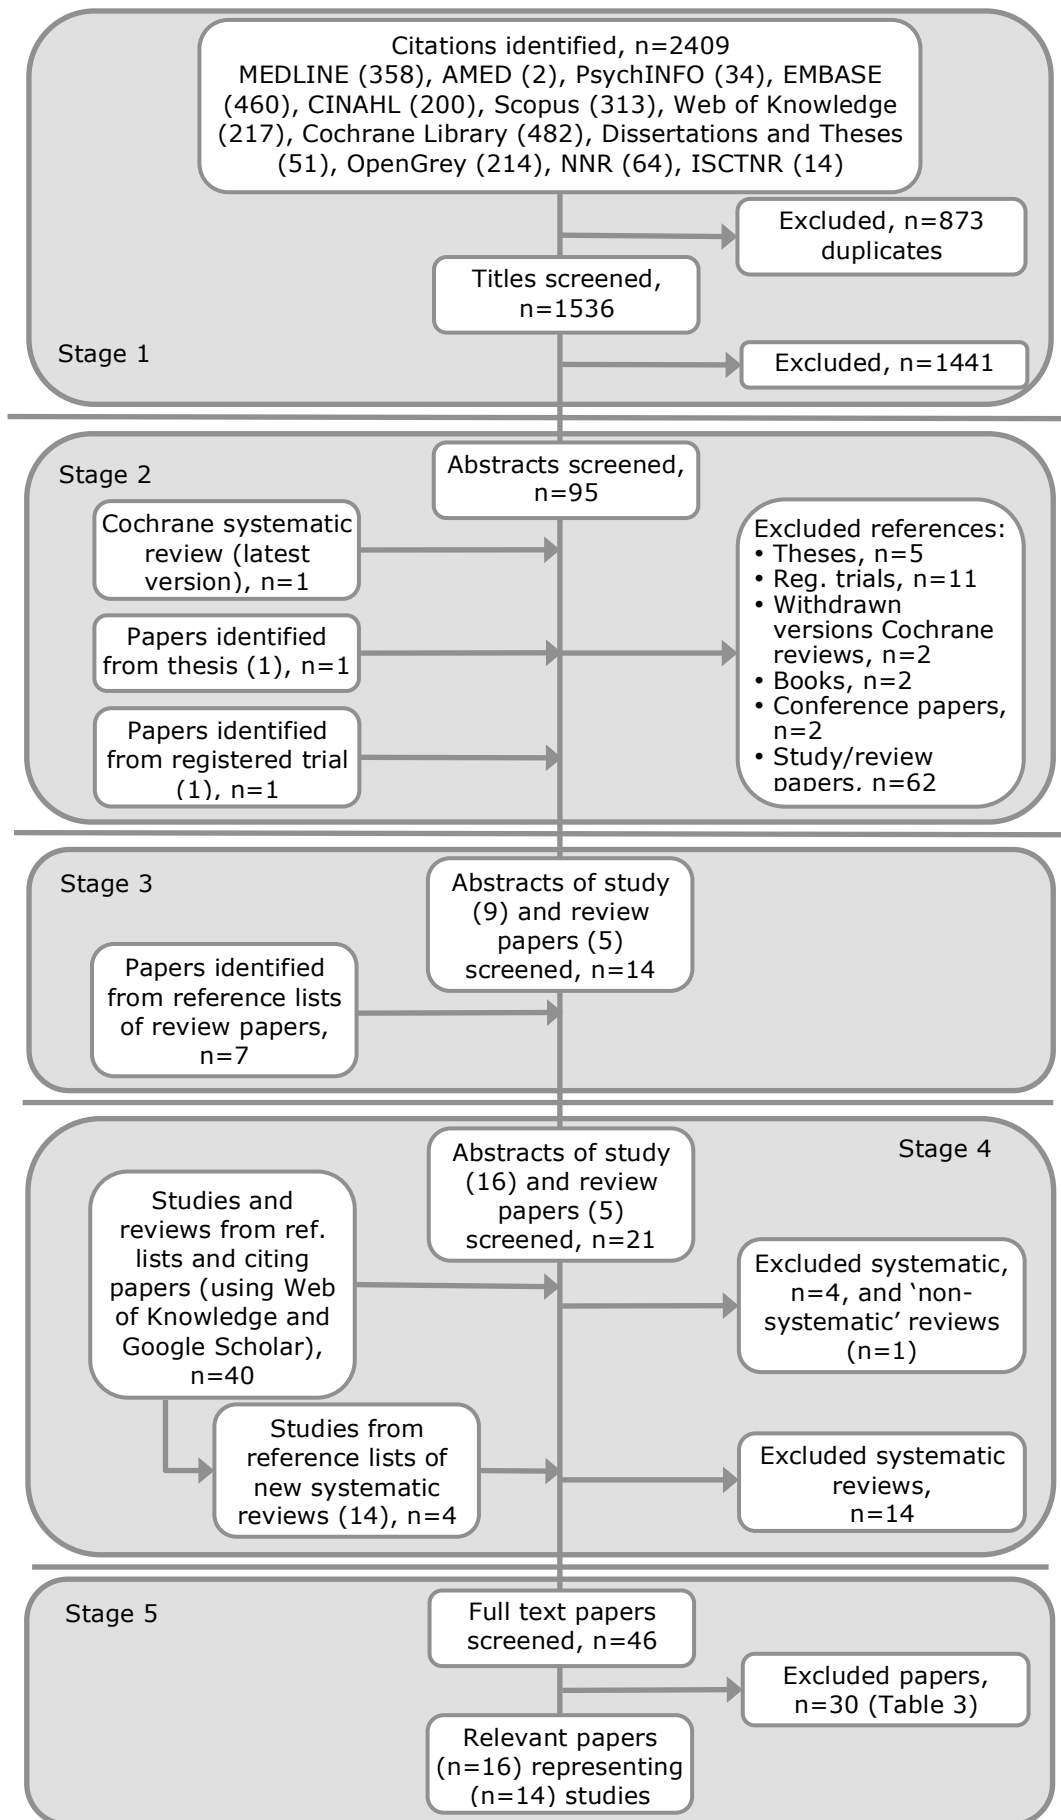 Citations identified, n=2409
MEDLINE (358), AMED (2), PsychINFO (34), EMBASE
(460), CINAHL (200), Scopus (313), Web of Knowledge
(217), Cochrane Library (482), Dissertations and Theses
(51), OpenGrey (214), NNR (64), ISCTNR (14)
Excluded, n=873
duplicates
Titles screened,
n=1536
Stage 1
Excluded, n=1441
Stage 2
Abstracts screened,
n=95
Cochrane systematic
review (latest
version), n=1
Papers identified
from thesis (1), n=1
Papers identified
from registered trial
(1), n=1
Excluded references:
• Theses, n=5
• Reg. trials, n=11
• Withdrawn
versions Cochrane
reviews, n=2
• Books, n=2
• Conference papers,
n=2
• Study/review
papers, n=62
Stage 3
Abstracts of study
(9) and review
papers (5)
screened, n=14
Papers identified
from reference lists
of review papers,
n=7
Stage 4
Abstracts of study
(16) and review
papers (5)
screened, n=21
Studies and
reviews from ref.
lists and citing
papers (using Web
of Knowledge and
Google Scholar),
n=40
Excluded systematic,
n=4, and ‘non-
systematic’ reviews
(n=1)
Studies from
reference lists of
new systematic
reviews (14), n=4
Excluded systematic
reviews,
n=14
Stage 5
Full text papers
screened, n=46
Excluded papers,
n=30 (Table 3)
Relevant papers
(n=16) representing
(n=14) studies